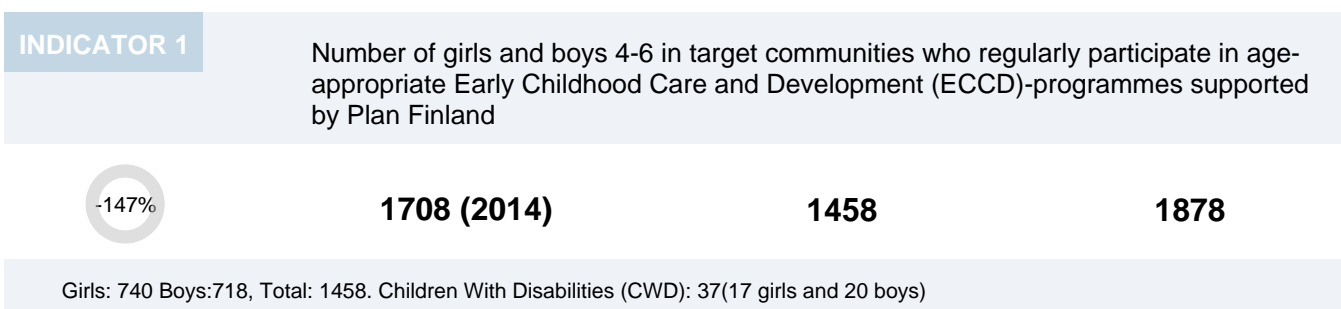 INDICATOR 1
Number of girls and boys 4-6 in target communities who regularly participate in age-
appropriate Early Childhood Care and Development (ECCD)-programmes supported
by Plan Finland
-147% 1708 (2014) 1458 1878
Girls: 740 Boys:718, Total: 1458. Children With Disabilities (CWD): 37(17 girls and 20 boys)